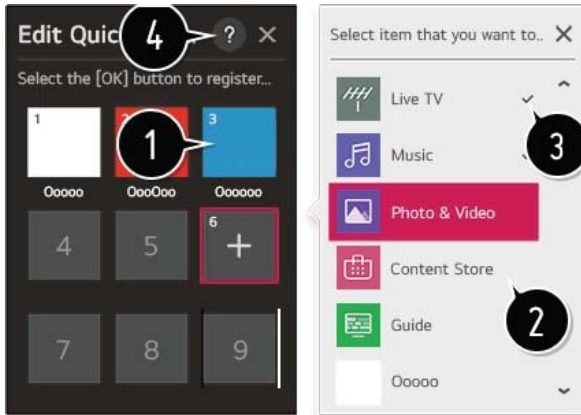 Edit Quic
4
?
Select the [OK] button to register...
1
2
3
1
Ooooo
OooOoo
Oooooo
4
5
6
7
8
9
Select item that you want to..
Live TV
Music
3
Photo & Video
Content Store
2
Guide
Ooooo